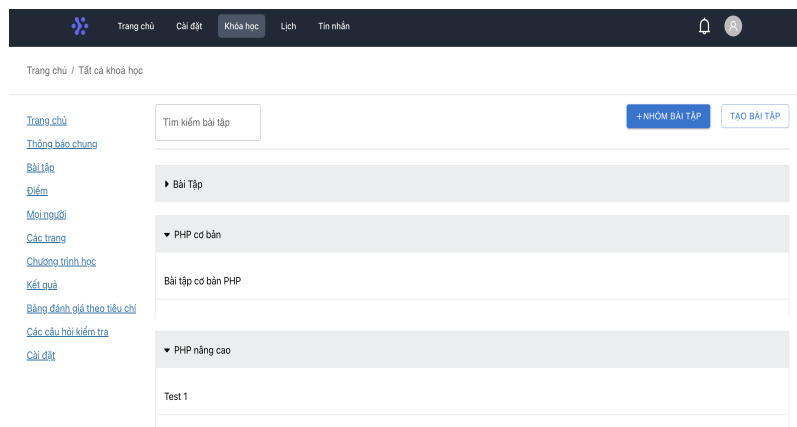 Trang chủ Cài đặt Khóa học Lịch Tin nhắn
Trang chủ / Tất cả khoá học
Tìm kiếm bài tập
+NHÓM BÀI TẬP TẠO BÀI TẬP
Trang chủ
Thông báo chung
Bài tập
Điểm
Mọi người
Các trang
Chương trình học
Kết quả
Bảng đánh giá theo tiêu chí
Các câu hỏi kiểm tra
Cài đặt
Bài Tập
PHP cơ bản
Bài tập cơ bản PHP
PHP nâng cao
Test 1